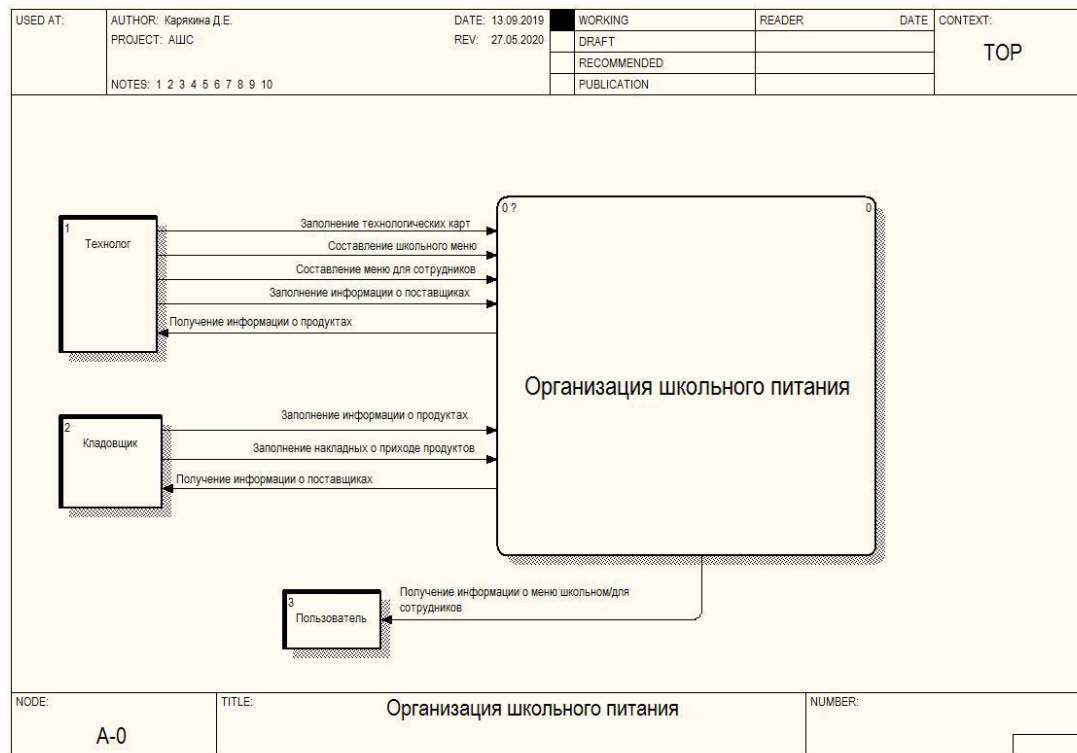 USED AT:
AUTHOR: Карякина Д.Е.
DATE: 13.09.2019
WORKING
READER
DATE
CONTEXT:
PROJECT: АШС
REV: 27.05.2020
DRAFT
TOP
RECOMMENDED
NOTES: 1 2 3 4 5 6 7 8 9 10
PUBLICATION
1
Технолог
Заполнение технологических карт
Составление школьного меню
Составление меню для сотрудников
Заполнение информации о поставщиках
Получение информации о продуктах
0 ?
0
Организация школьного питания
2
Кладовщик
Заполнение информации о продуктах
Заполнение накладных о приходе продуктов
Получение информации о поставщиках
3
Пользователь
Получение информации о меню школьном/для
сотрудников
NODE:
A-0
TITLE:
Организация школьного питания
NUMBER: